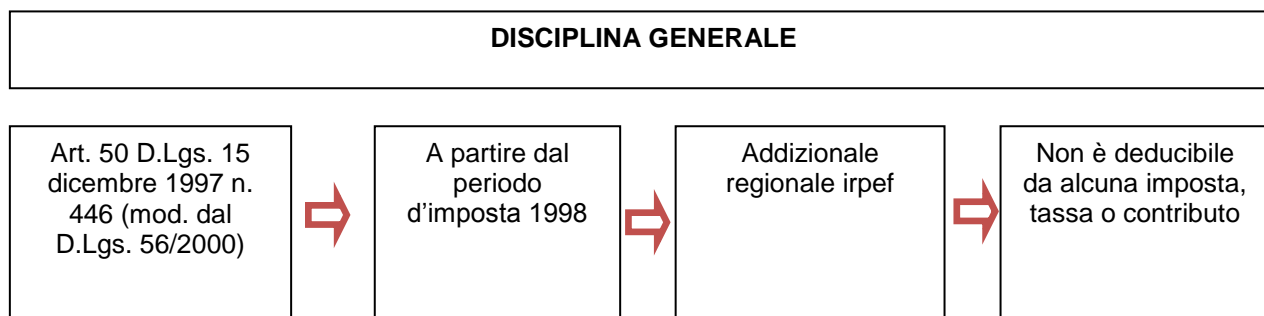 DISCIPLINA GENERALE
Art. 50 D.Lgs. 15
dicembre 1997 n.
446 (mod. dal
D.Lgs. 56/2000)
A partire dal
periodo
d'imposta 1998
Addizionale
regionale irpef
Non è deducibile
da alcuna imposta,
tassa o contributo